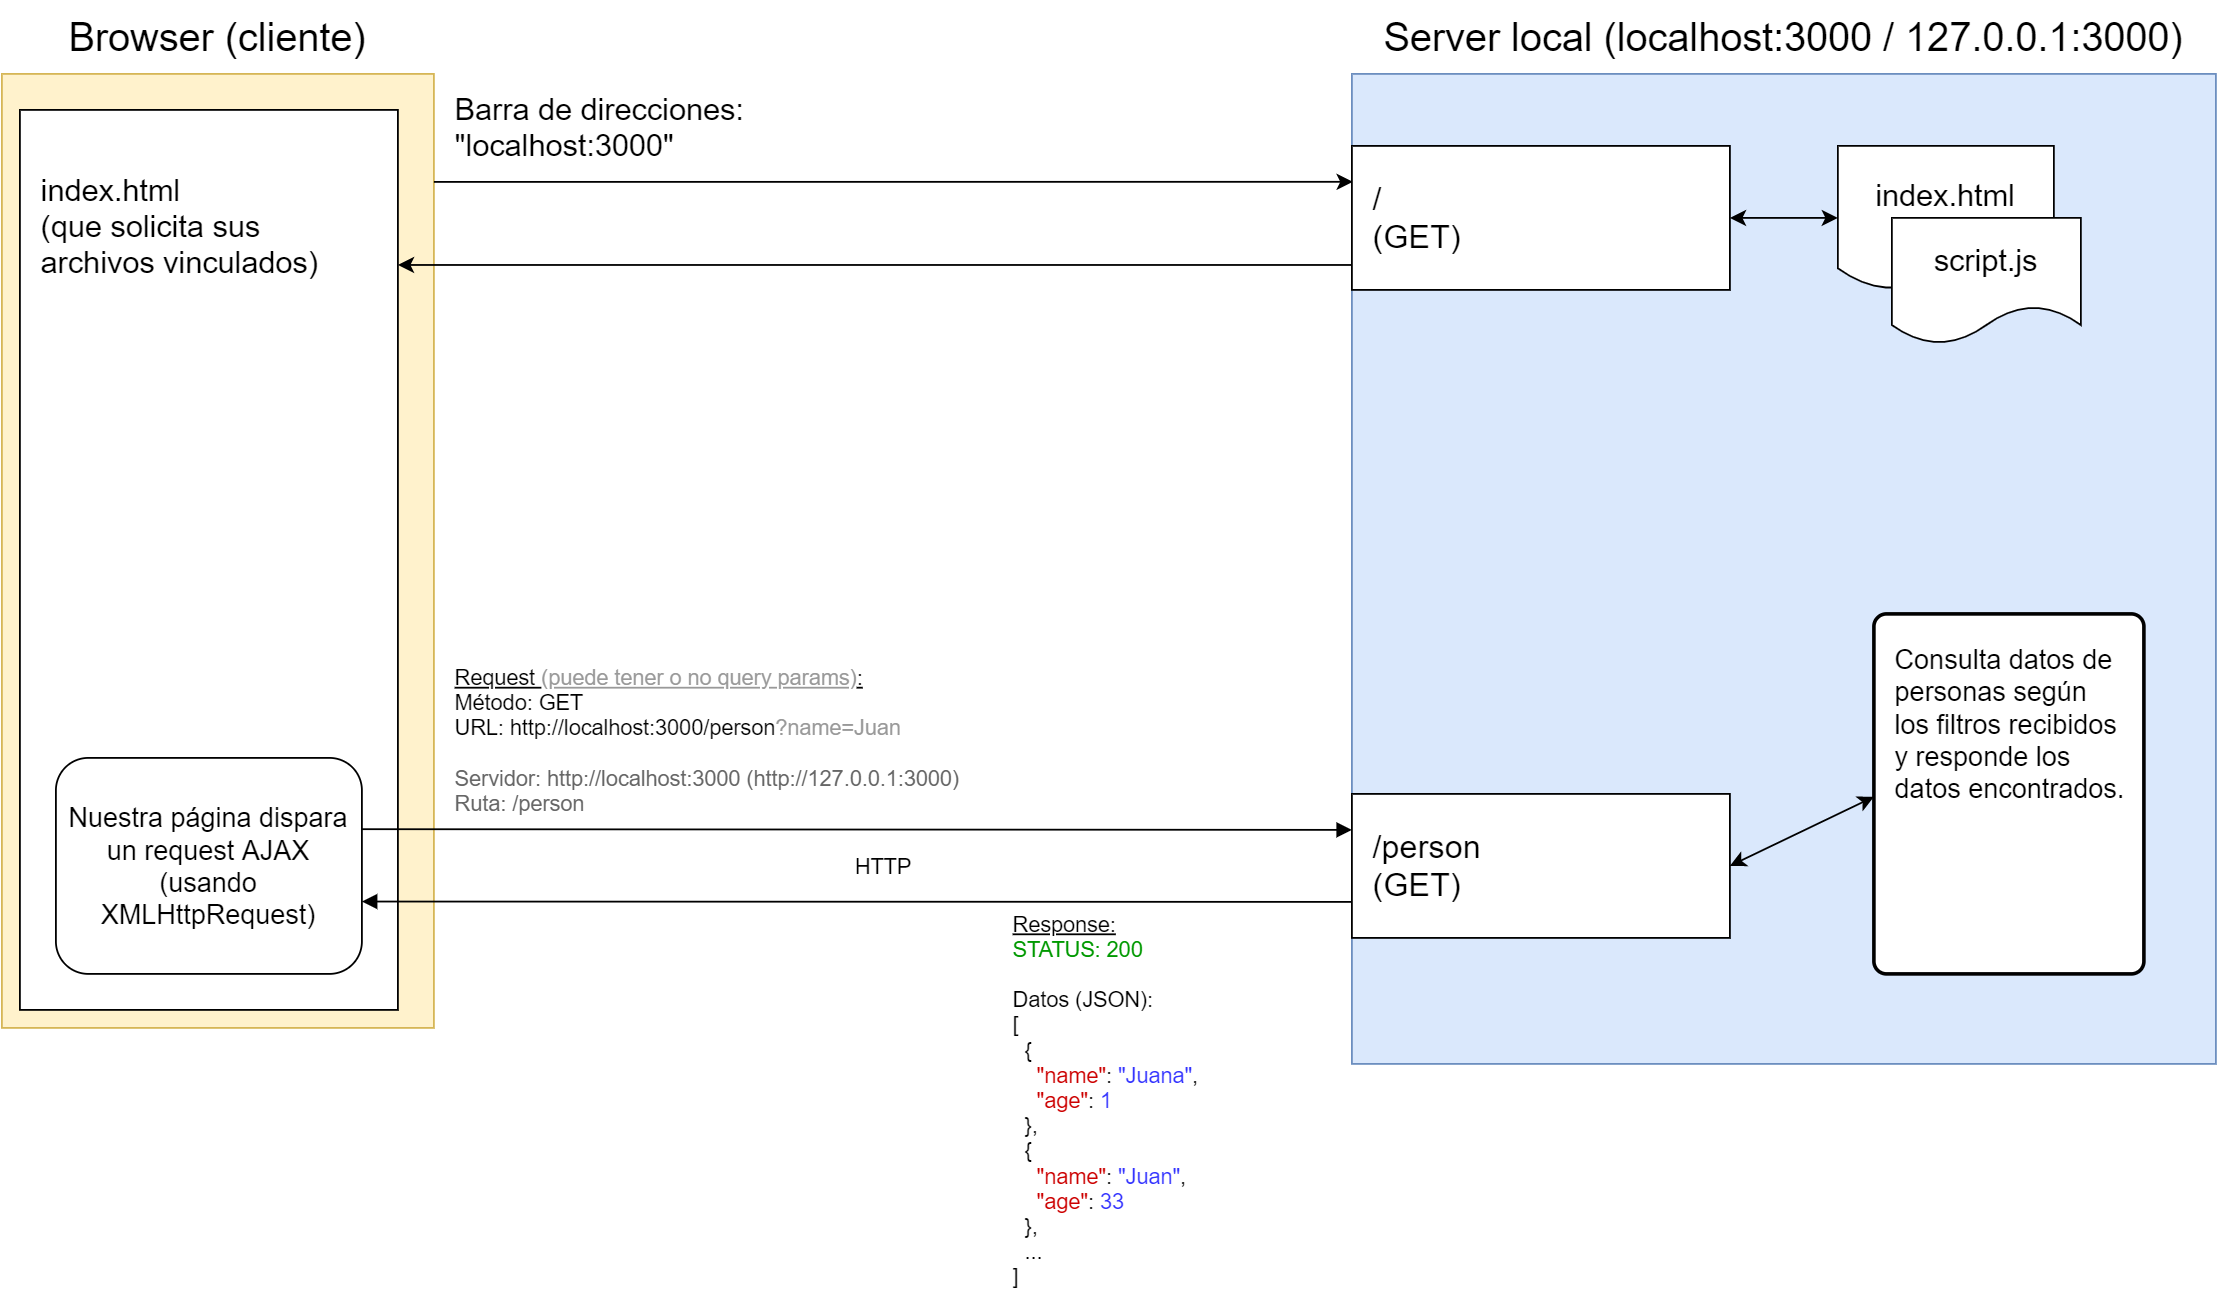 Browser (cliente)
Server local (localhost:3000 / 127.0.0.1:3000)
Barra de direcciones:
"localhost:3000"
index.html
(que solicita sus
archivos vinculados)
/
(GET)
index.html
script.js
Request (puede tener o no query params):
Método: GET
URL: http://localhost:3000/person?name=Juan
Servidor: http://localhost:3000 (http://127.0.0.1:3000)
Ruta: /person
Nuestra página dispara
un request AJAX
(usando
XMLHttpRequest)
HTTP
/person
(GET)
Consulta datos de
personas según
los filtros recibidos
y responde los
datos encontrados.
Response:
STATUS: 200
Datos (JSON):
[
{
"name": "Juana",
"age": 1
},
{
"name": "Juan",
"age": 33
},
...
]